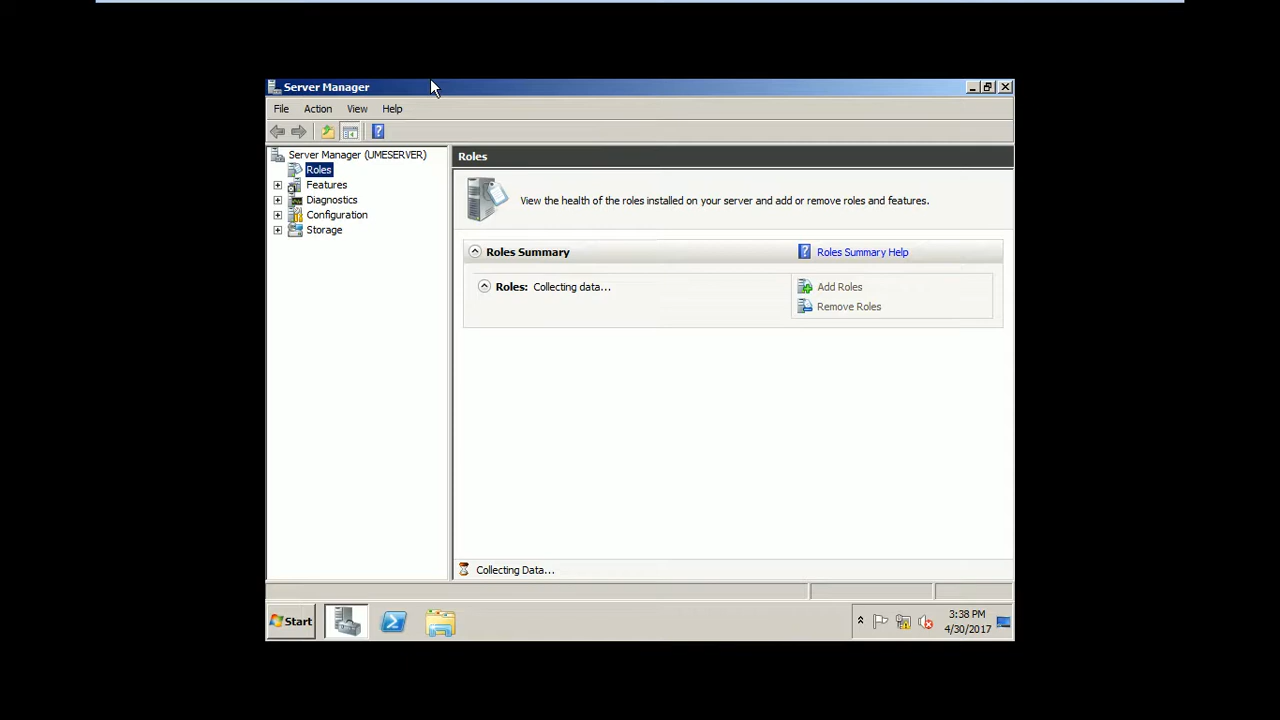 Server Manager
File Action View Help
Server Manager (UMESERVER)
Roles
Features
Diagnostics
Configuration
Storage
Roles
View the health of the roles installed on your server and add or remove roles and features.
Roles Summary
Roles Summary Help
Roles: Collecting data...
Add Roles
Remove Roles
Collecting Data...
Start
3:38 PM
4/30/2017